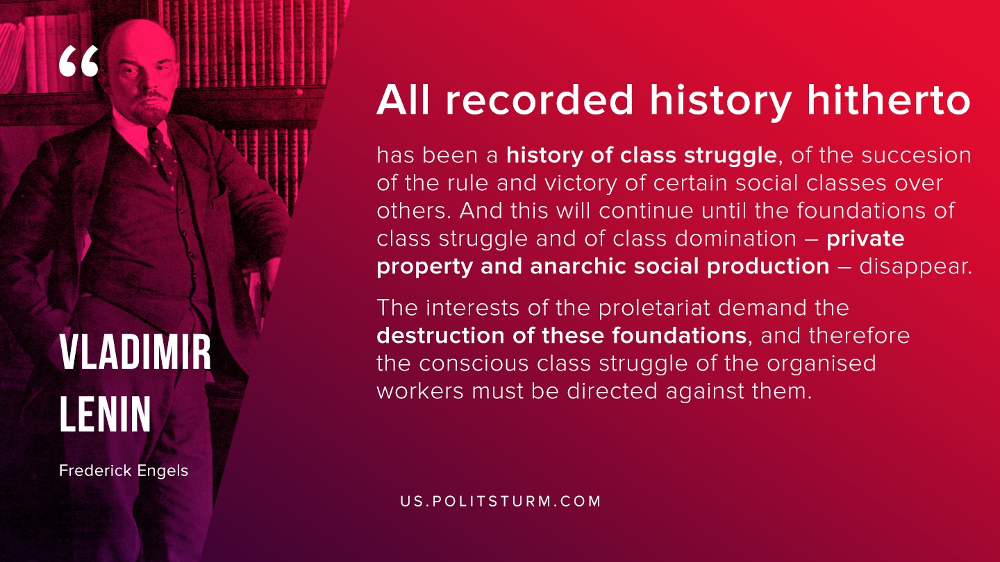 “
All recorded history hitherto
has been a history of class struggle, of the succesion
of the rule and victory of certain social classes over
others. And this will continue until the foundations of
class struggle and of class domination – private
property and anarchic social production – disappear.
The interests of the proletariat demand the
destruction of these foundations, and therefore
the conscious class struggle of the organised
workers must be directed against them.
VLADIMIR
LENIN
Frederick Engels
US.POLITSTURM.COM